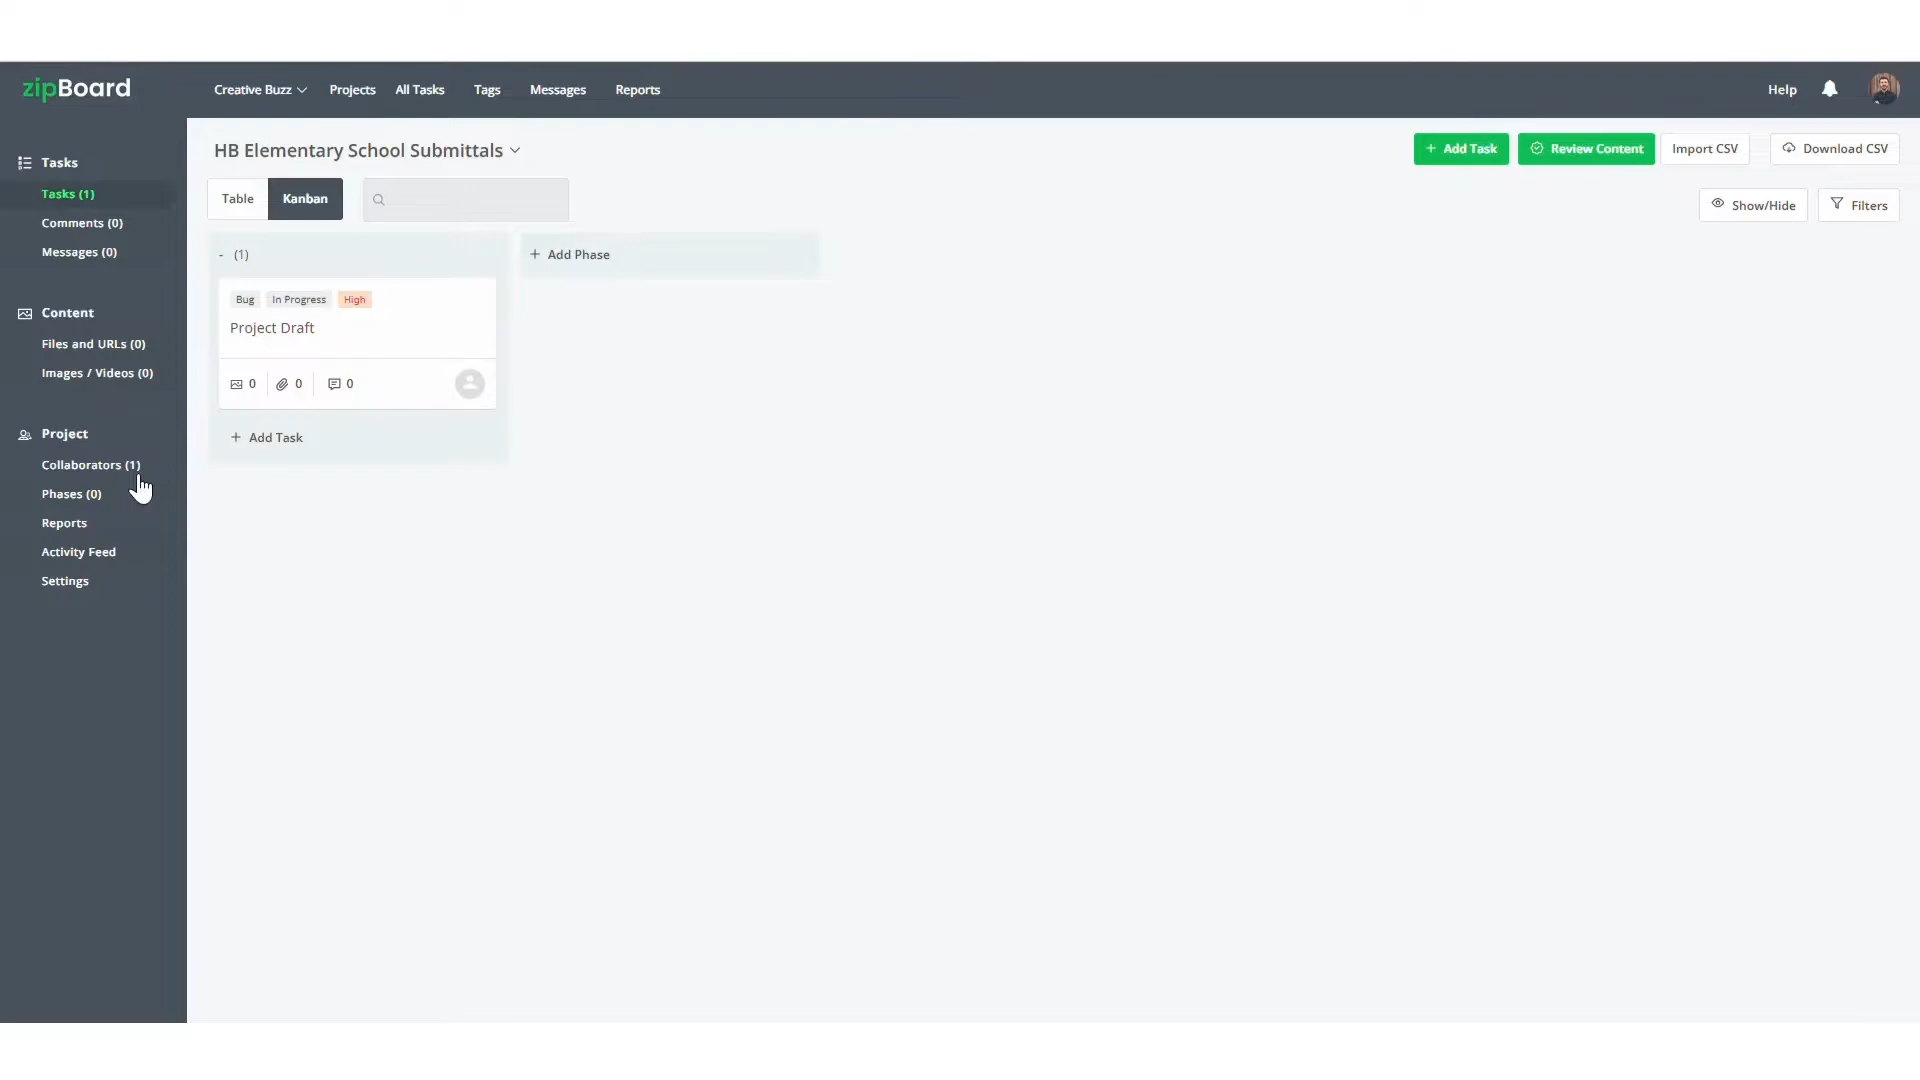 zipBoard
Creative Buzz Projects All Tasks Tags Messages Reports Help
Tasks
Tasks (1)
Comments (0)
Messages (0)
Content
Files and URLs (0)
Images / Videos (0)
Project
Collaborators (1)
Phases (0)
Reports
Activity Feed
Settings
HB Elementary School Submittals
+ Add Task Review Content Import CSV Download CSV
Table Kanban
Show/Hide Filters
- (1)
Bug In Progress High
Project Draft
0 0 0
+ Add Task
+ Add Phase